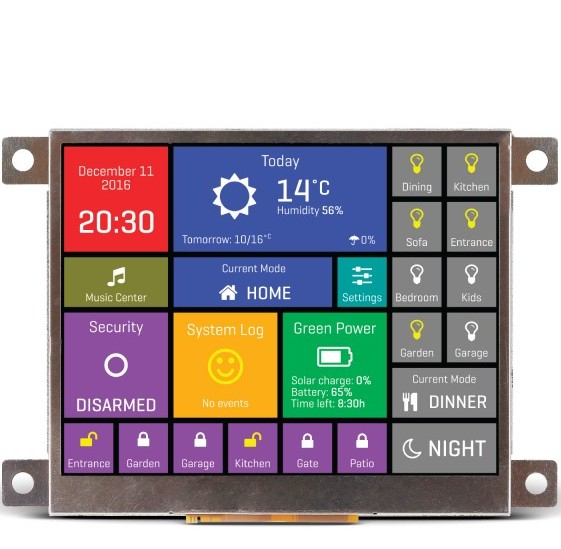 December 11
2016
20:30
Today
14°C
Humidity 56%
Tomorrow: 10/16°C
0%
Dining
Kitchen
Sofa
Entrance
Music Center
Current Mode
HOME
Settings
Bedroom
Kids
Security
DISARMED
System Log
No events
Green Power
Solar charge: 0%
Battery: 65%
Time left: 8:30h
Garden
Garage
Current Mode
DINNER
Entrance
Garden
Garage
Kitchen
Gate
Patio
NIGHT